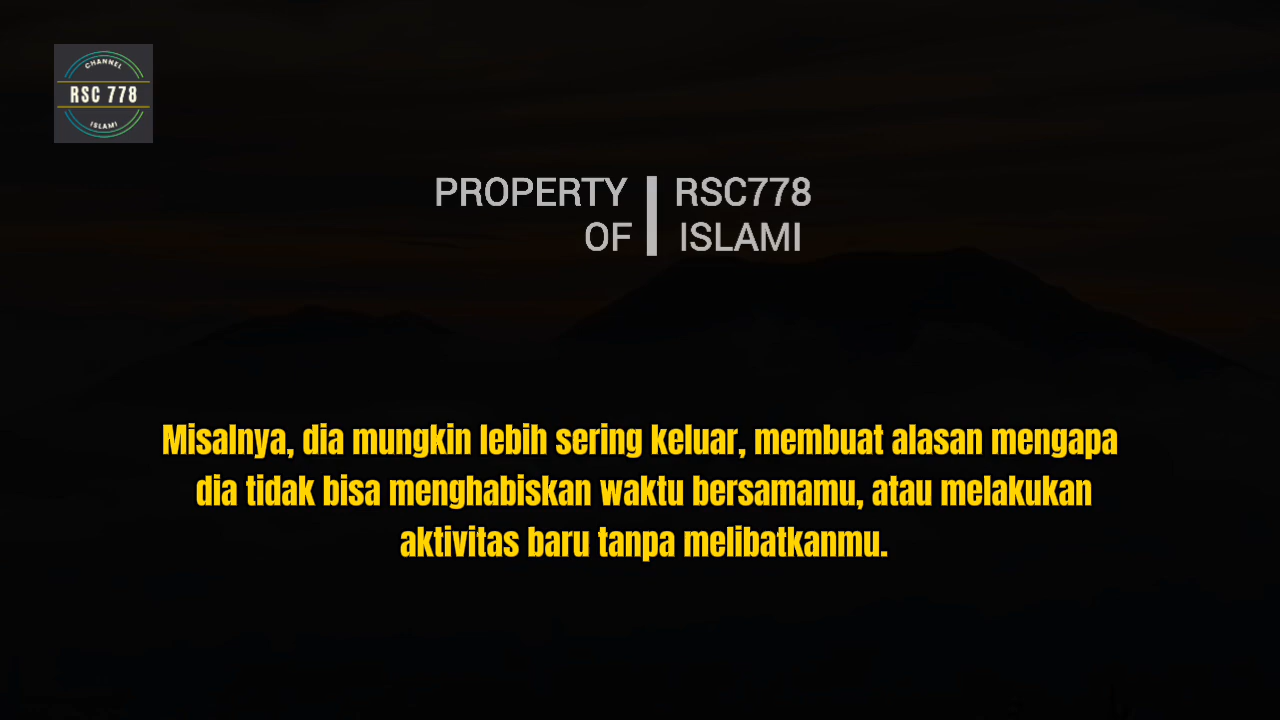 CHANNEL
RSC 778
ISLAMI
PROPERTY OF
RSC778 ISLAMI
Misalnya, dia mungkin lebih sering keluar, membuat alasan mengapa
dia tidak bisa menghabiskan waktu bersamamu, atau melakukan
aktivitas baru tanpa melibatkanmu.